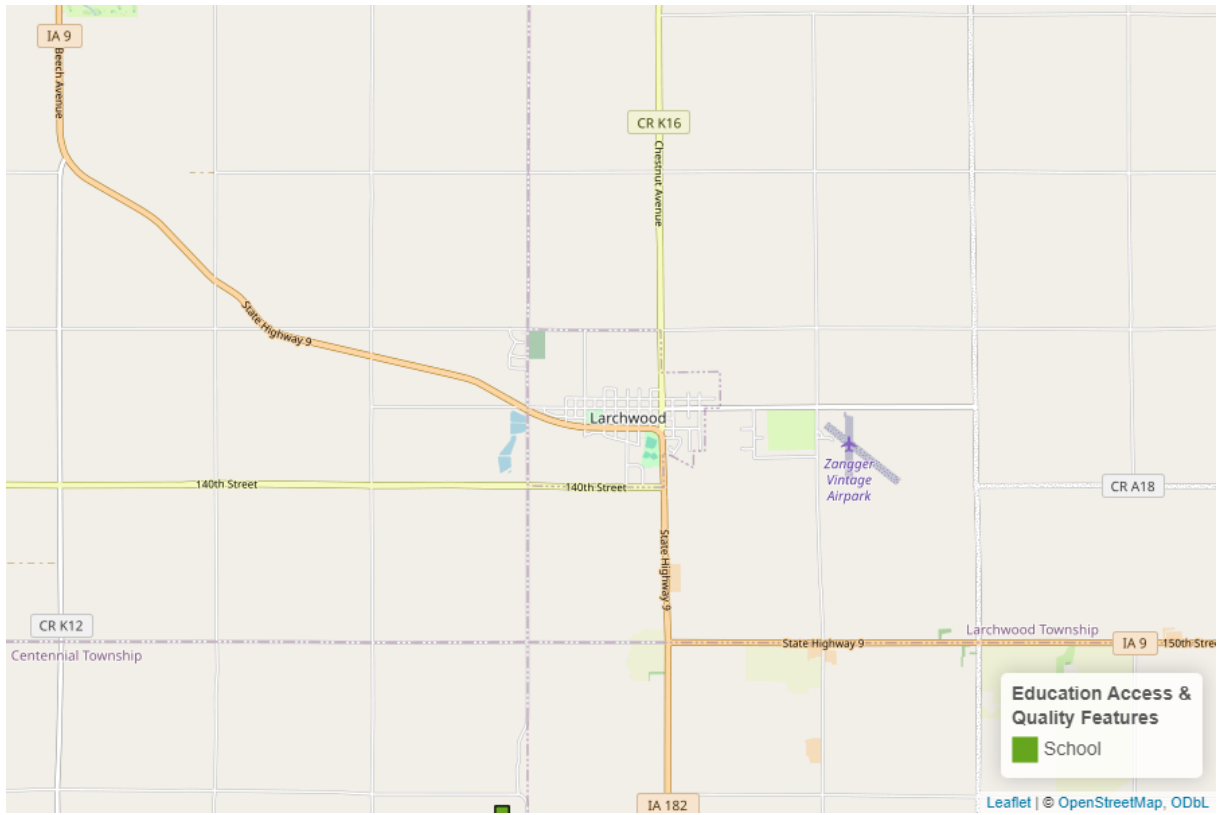 IA 9
Beech Avenue
CR K16
Chestnut Avenue
State Highway 9
Larchwood
Zangger
Vintage
Airpark
140th Street
140th Street
CR A18
State Highway 9
CR K12
Centennial Township
Larchwood Township
State Highway 9
IA 9
150th Stree
Education Access &
Quality Features
School
IA 182
Leaflet | © OpenStreetMap, ODbL